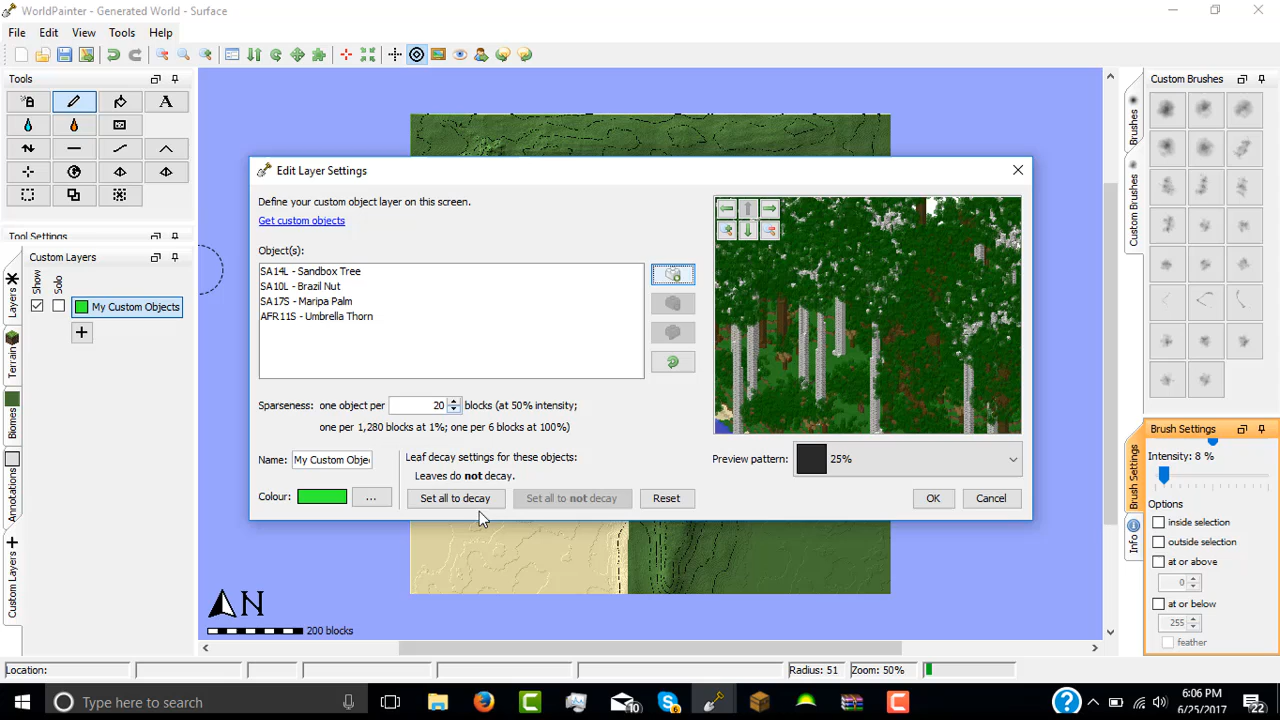 WorldPainter - Generated World - Surface
File Edit View Tools Help
Tools
A
Tool Settings
Custom Layers
Show
Solo
My Custom Objects
+
Layers
Terrain
Biomes
Annotations
Custom Layers
Edit Layer Settings
Define your custom object layer on this screen.
Get custom objects
Object(s):
SA14L - Sandbox Tree
SA10L - Brazil Nut
SA17S - Maripa Palm
AFR11S - Umbrella Thorn
Sparseness: one object per 20 blocks (at 50% intensity;
one per 1,280 blocks at 1%; one per 6 blocks at 100%)
Name: My Custom Obje
Colour: ...
Leaf decay settings for these objects:
Leaves do not decay.
Set all to decay Set all to not decay Reset
Preview pattern: 25%
OK Cancel
N
200 blocks
Custom Brushes
Brushes
Custom Brushes
Brush Settings
Info
Brush Settings
Intensity: 8 %
Options
inside selection
outside selection
at or above
0
at or below
255
feather
Location: Radius: 51 Zoom: 50%
Type here to search
10
6
6:06 PM
6/25/2017
22